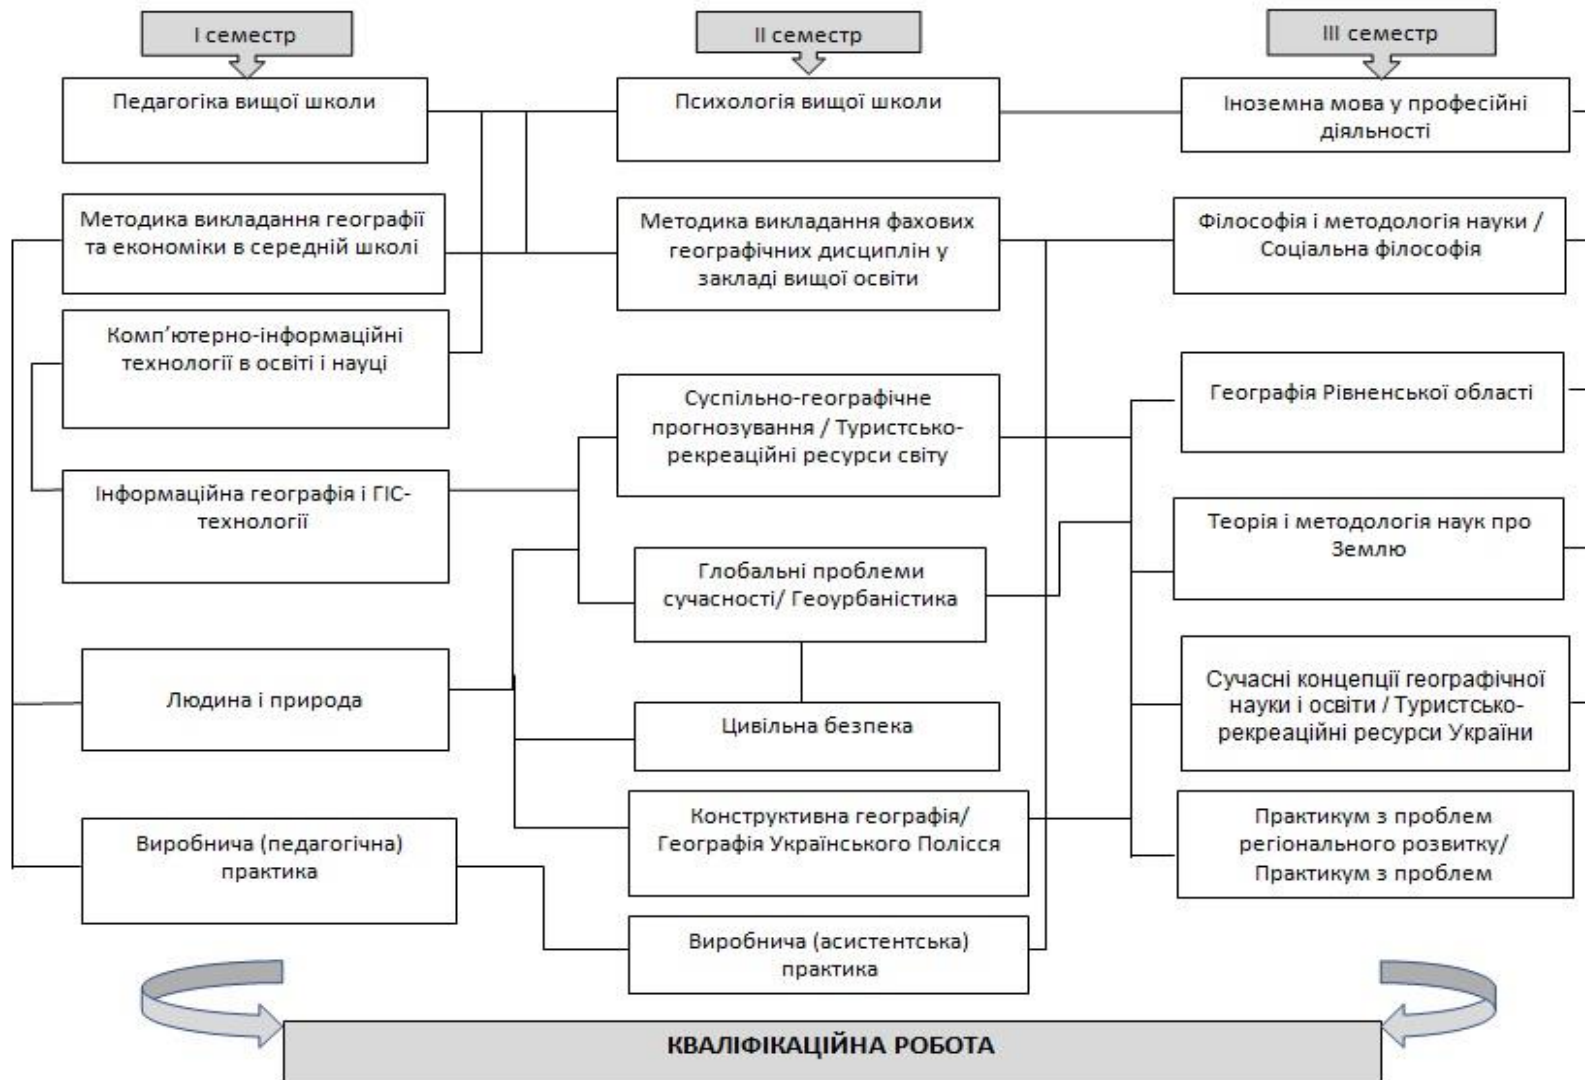 І семестр
ІІ семестр
ІІІ семестр
Педагогіка вищої школи
Психологія вищої школи
Іноземна мова у професійні
діяльності
Методика викладання географії
та економіки в середній школі
Методика викладання фахових
географічних дисциплін у
закладі вищої освіти
Філософія і методологія науки /
Соціальна філософія
Комп’ютерно-інформаційні
технології в освіті і науці
Суспільно-географічне
прогнозування / Туристсько-
рекреаційні ресурси світу
Географія Рівненської області
Інформаційна географія і ГІС-
технології
Глобальні проблеми
сучасності/ Геоурбаністика
Теорія і методологія наук про
Землю
Людина і природа
Цивільна безпека
Сучасні концепції географічної
науки і освіти / Туристсько-
рекреаційні ресурси України
Виробнича (педагогічна)
практика
Конструктивна географія/
Географія Українського Полісся
Практикум з проблем
регіонального розвитку/
Практикум з проблем
Виробнича (асистентська)
практика
КВАЛІФІКАЦІЙНА РОБОТА